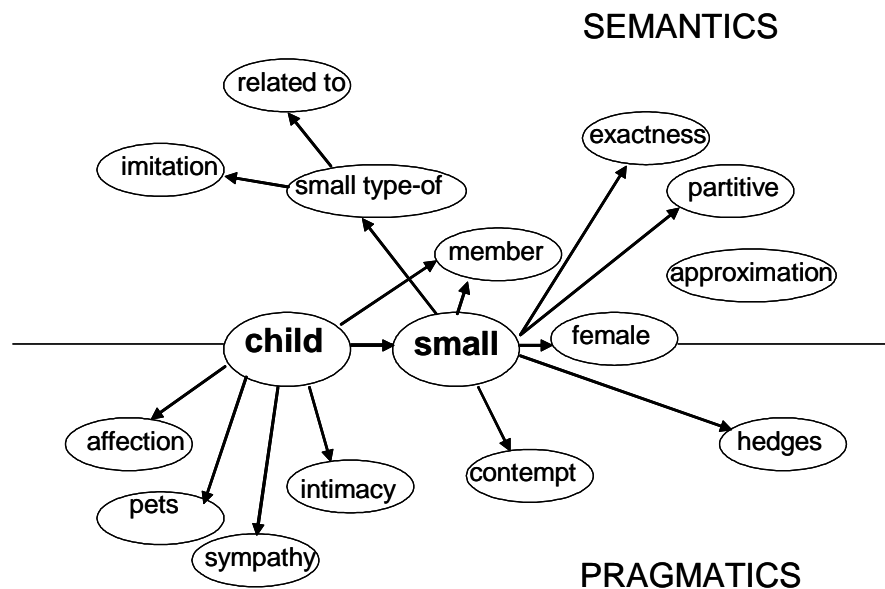 SEMANTICS
related to
exactness
imitation
small type-of
partitive
member
approximation
child
small
female
affection
hedges
contempt
intimacy
pets
sympathy
PRAGMATICS